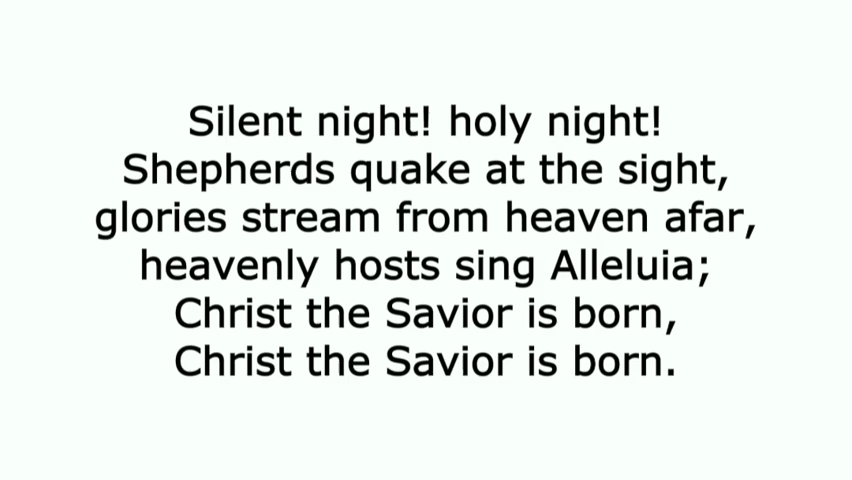 Silent night! holy night!
Shepherds quake at the sight,
glories stream from heaven afar,
heavenly hosts sing Alleluia;
Christ the Savior is born,
Christ the Savior is born.